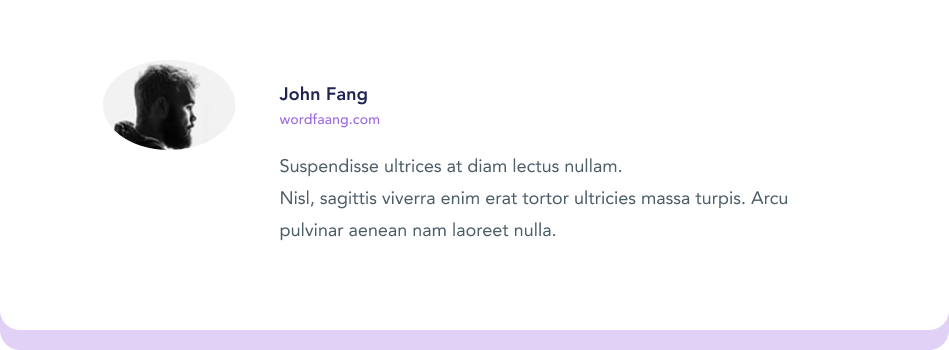 John Fang
wordfaang.com
Suspendisse ultrices at diam lectus nullam.
Nisl, sagittis viverra enim erat tortor ultricies massa turpis. Arcu
pulvinar aenean nam laoreet nulla.